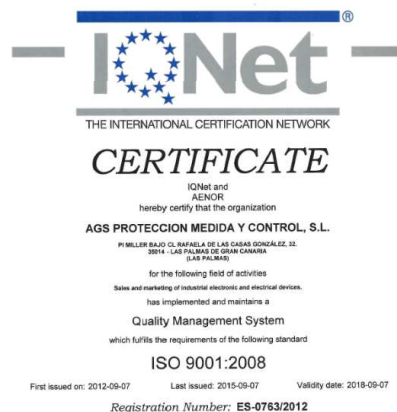 IQNet®
THE INTERNATIONAL CERTIFICATION NETWORK
CERTIFICATE
IQNet and
AENOR
hereby certify that the organization
AGS PROTECCION MEDIDA Y CONTROL, S.L.
PI MILLER BAJO CL RAFAELA DE LAS CASAS GONZÁLEZ, 32.
35014 - LAS PALMAS DE GRAN CANARIA
(LAS PALMAS)
for the following field of activities
Sales and marketing of industrial electronic and electrical devices.
has implemented and maintains a
Quality Management System
which fulfills the requirements of the following standard
ISO 9001:2008
First issued on: 2012-09-07 Last issued: 2015-09-07 Validity date: 2018-09-07
Registration Number: ES-0763/2012